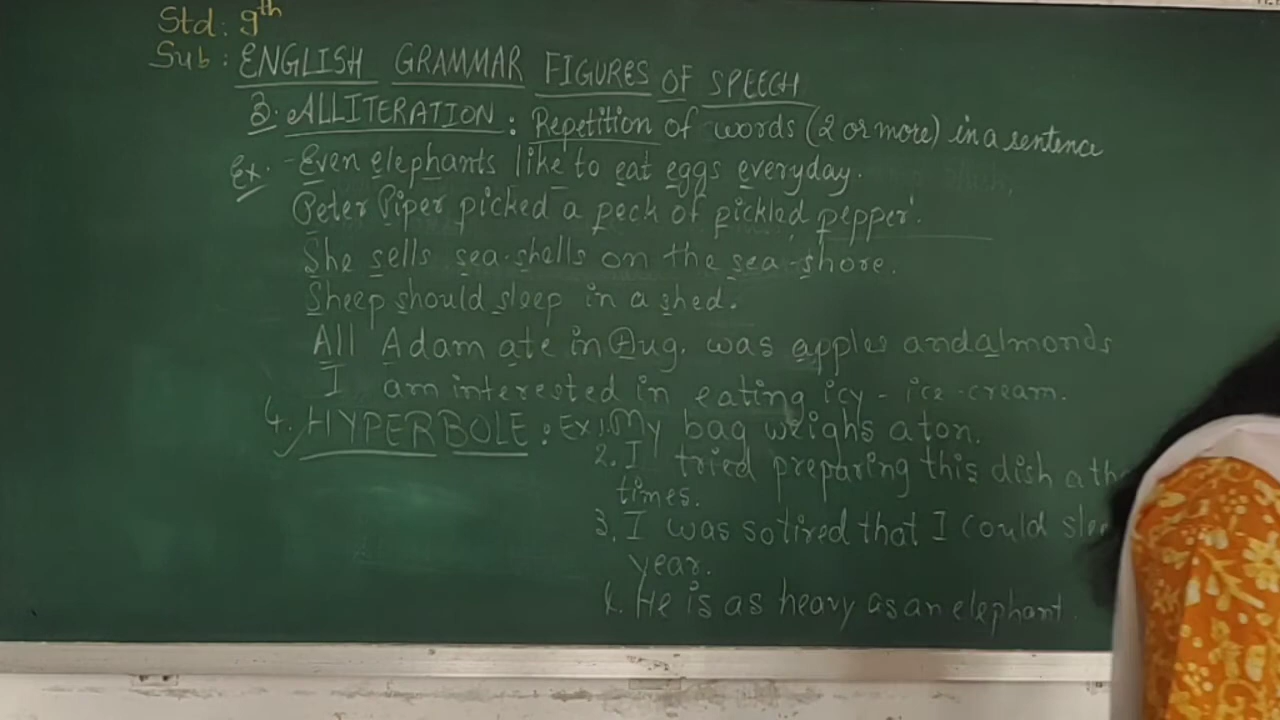 Std: 9th
Sub: ENGLISH GRAMMAR FIGURES OF SPEECH
3. ALLITERATION: Repetition of words (2 or more) in a sentence
Ex. - Even elephants like to eat eggs everyday.
Peter Piper picked a peck of pickled pepper'.
She sells sea-shells on the sea-shore.
Sheep should sleep in a shed.
All Adam ate in Aug. was apples and almonds
I am interested in eating icy-ice-cream.
4. HYPERBOLE: Ex 1. My bag weighs a ton.
2. I tried preparing this dish a
times.
3. I was so tired that I could
year.
4. He is as heavy as an elephant.